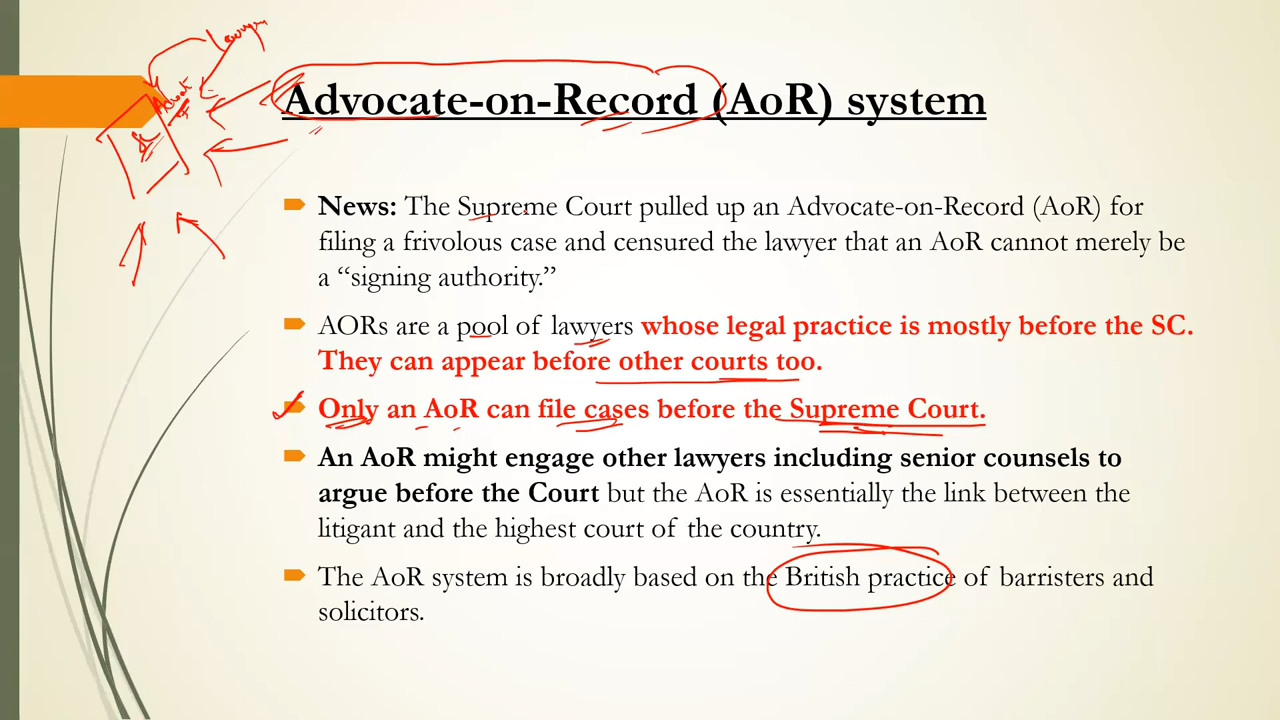 Lawyer
Advocate-on-Record (AoR) system
SC
News: The Supreme Court pulled up an Advocate-on-Record (AoR) for
filing a frivolous case and censured the lawyer that an AoR cannot merely be
a “signing authority.”
AORs are a pool of lawyers whose legal practice is mostly before the SC.
They can appear before other courts too.
Only an AoR can file cases before the Supreme Court.
An AoR might engage other lawyers including senior counsels to
argue before the Court but the AoR is essentially the link between the
litigant and the highest court of the country.
The AoR system is broadly based on the British practice of barristers and
solicitors.